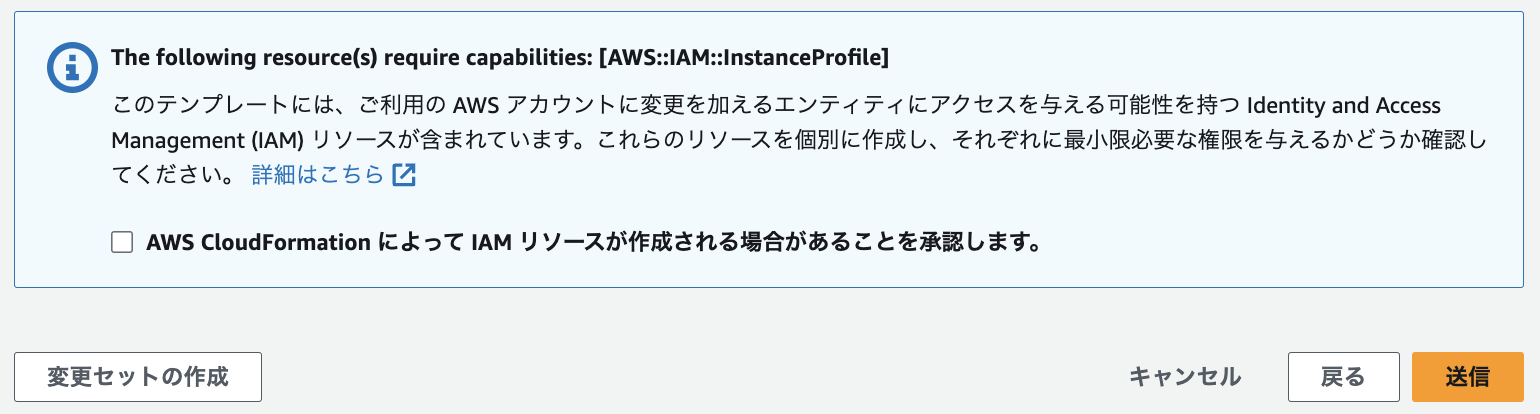 The following resource(s) require capabilities: [AWS::IAM::InstanceProfile]
このテンプレートには、ご利用の AWS アカウントに変更を加えるエンティティにアクセスを与える可能性を持つ Identity and Access
Management (IAM) リソースが含まれています。これらのリソースを個別に作成し、それぞれに最小限必要な権限を与えるかどうか確認し
てください。 詳細はこちら
AWS CloudFormation によって IAM リソースが作成される場合があることを承認します。
変更セットの作成 キャンセル 戻る 送信